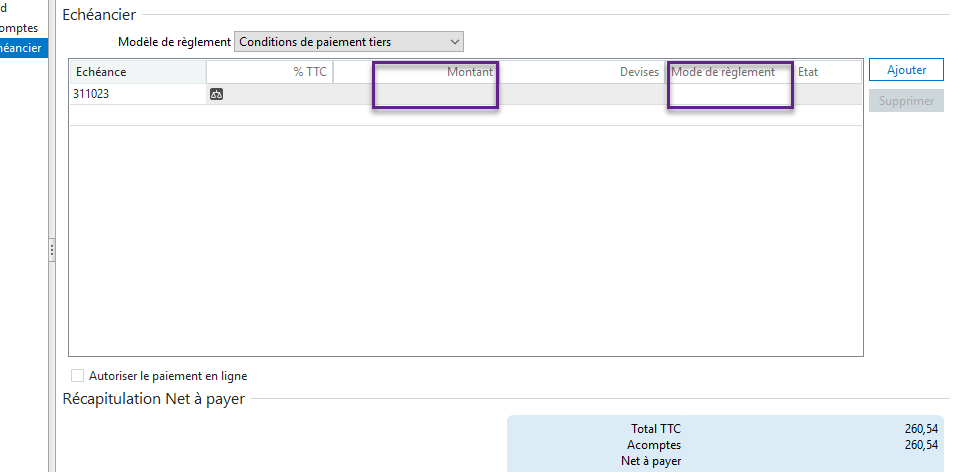 d
Echéancier
omptes
Modèle de règlement Conditions de paiement tiers
héancier
Echéance % TTC Montant Devises Mode de règlement Etat
Ajouter
311023
Supprimer
Autoriser le paiement en ligne
Récapitulation Net à payer
Total TTC 260,54
Acomptes 260,54
Net à payer